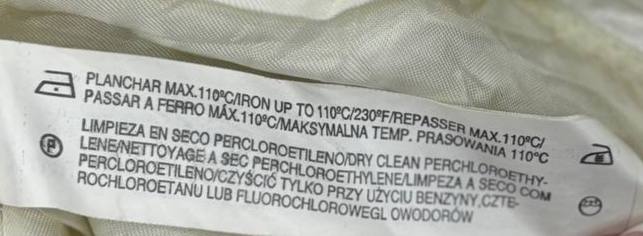 PLANCHAR MAX.110ºC/IRON UP TO 110ºC/230ºF/REPASSER MAX.110ºC/
PASSAR A FERRO MÁX.110ºC/MAKSYMALNA TEMP. PRASOWANIA 110ºC
P LIMPIEZA EN SECO PERCLOROETILENO/DRY CLEAN PERCHLOROETHY-
LENE/NETTOYAGE A SEC PERCHLOROETHYLENE/LIMPEZA A SECO COM
PERCLOROETILENO/CZYŚCIĆ TYLKO PRZY UŻYCIU BENZYNY,CZTE-
ROCHLOROETANU LUB FLUOROCHLOROWEGL OWODORÓW